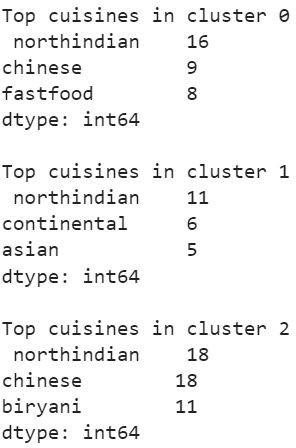 Top cuisines in cluster 0
 northindian    16
chinese         9
fastfood        8
dtype: int64

Top cuisines in cluster 1
 northindian    11
continental     6
asian           5
dtype: int64

Top cuisines in cluster 2
 northindian    18
chinese        18
biryani        11
dtype: int64